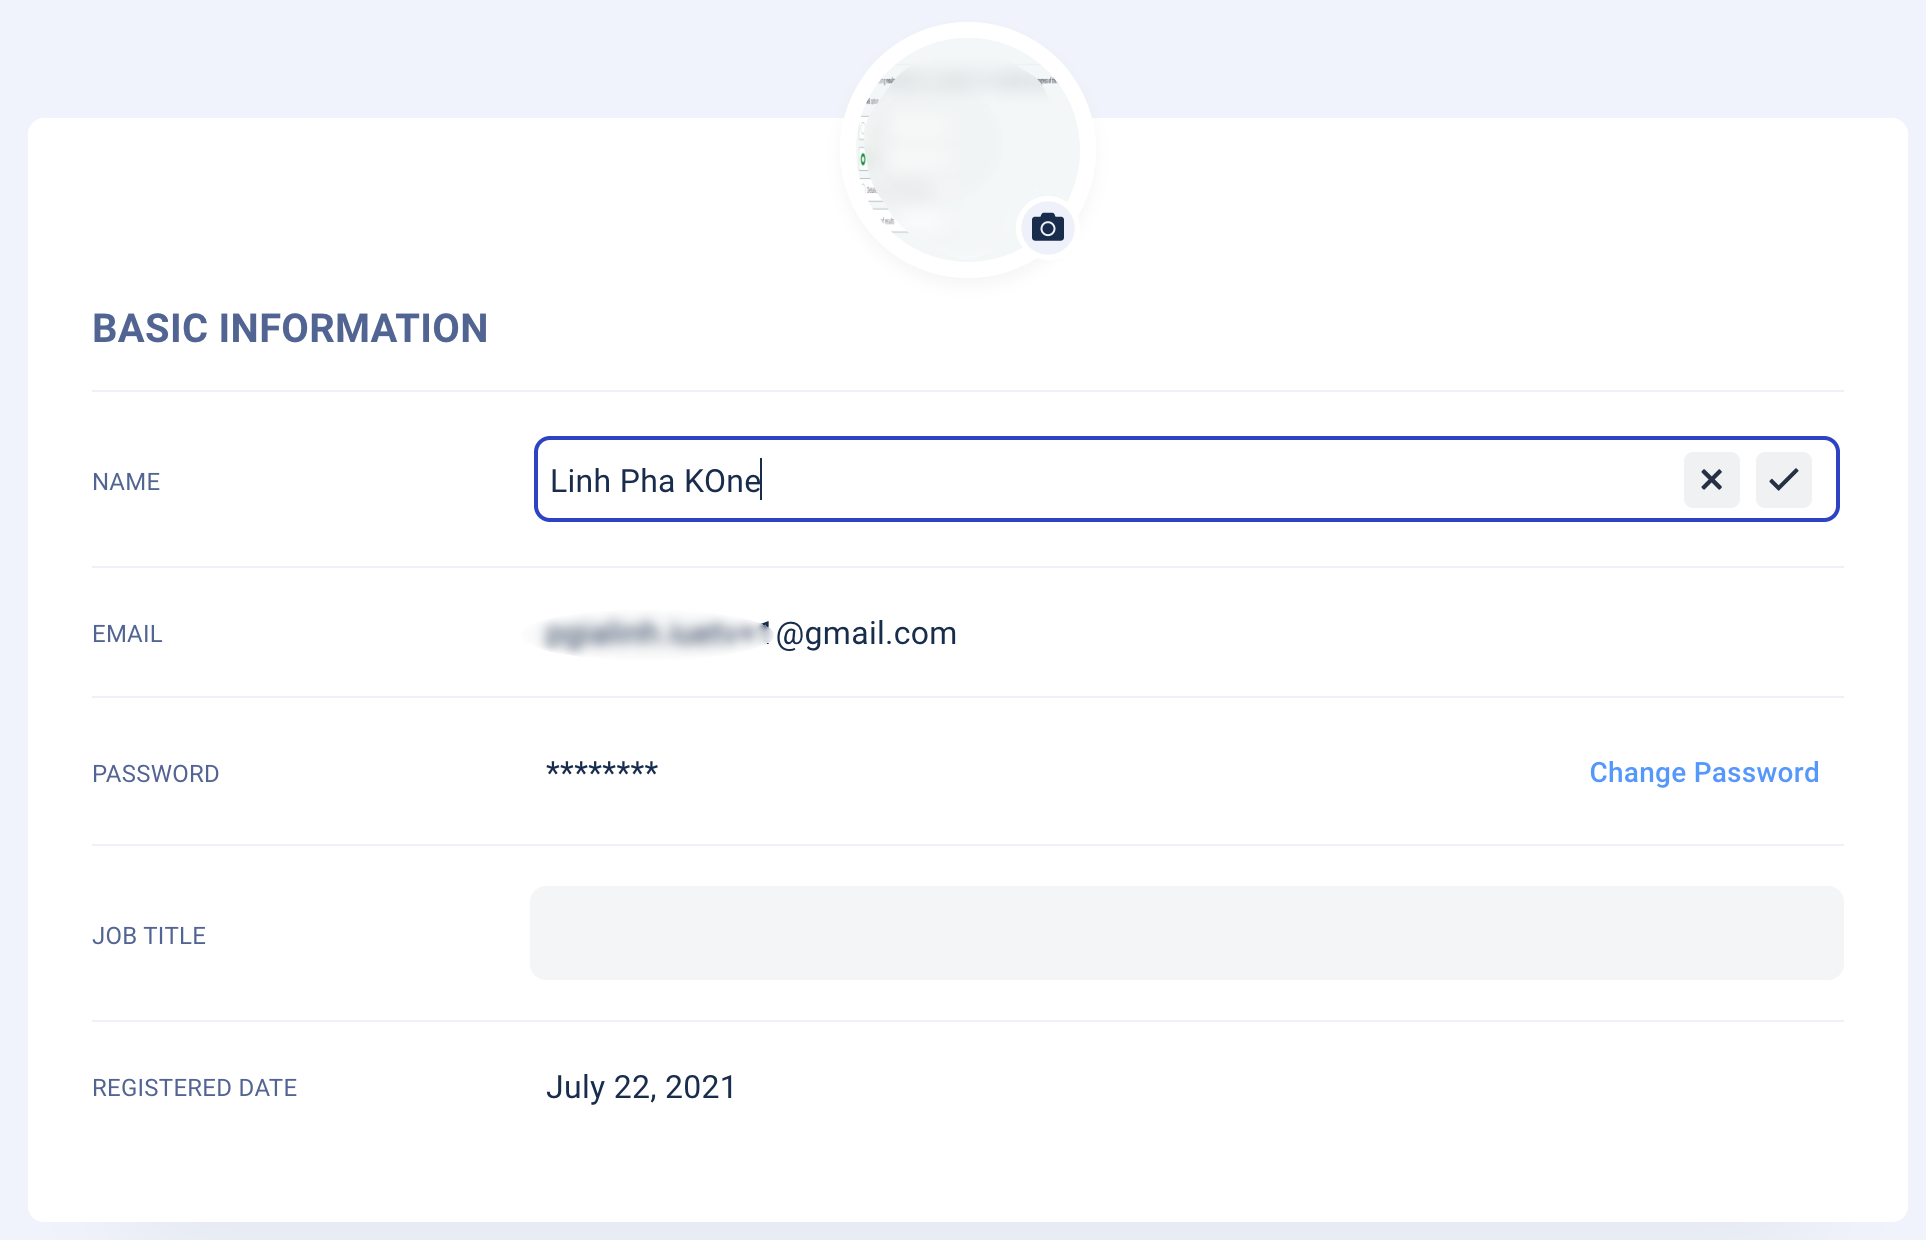 BASIC INFORMATION
NAME
Linh Pha KOne
EMAIL
1@gmail.com
PASSWORD
********
Change Password
JOB TITLE
REGISTERED DATE
July 22, 2021